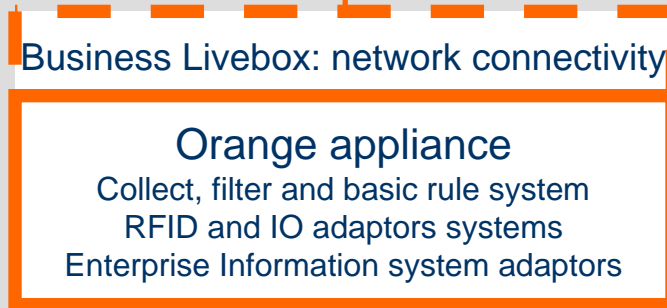 Business Livebox: network connectivity
Orange appliance
Collect, filter and basic rule system
RFID and IO adaptors systems
Enterprise Information system adaptors